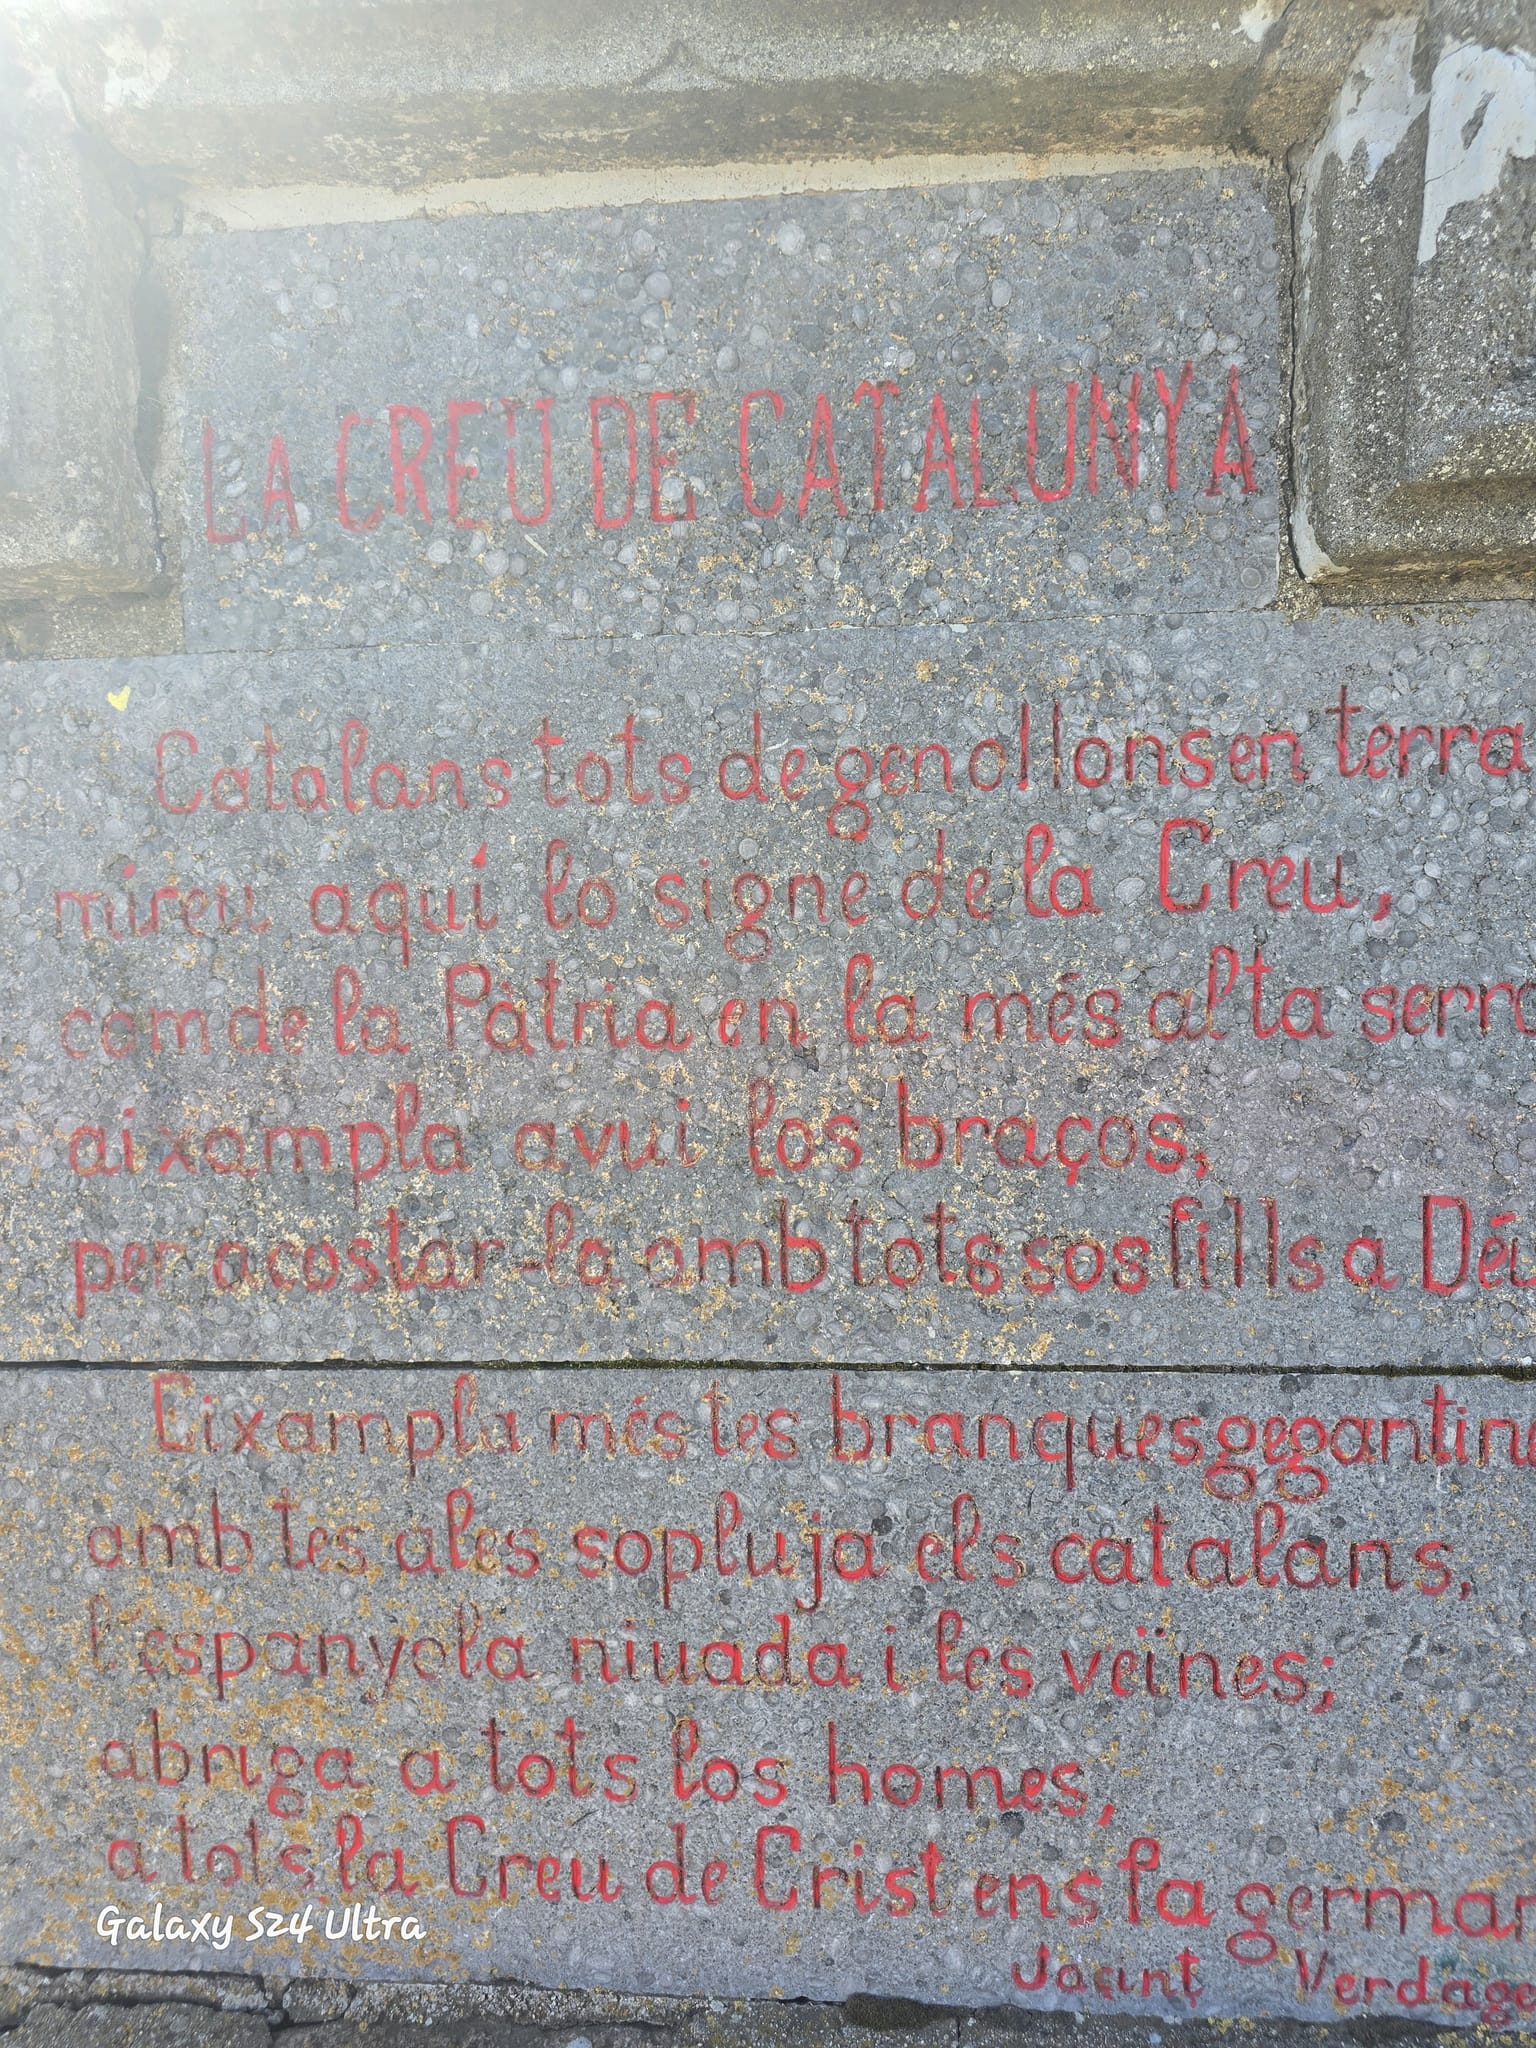 LA CREU DE CATALUNYA
Catalans tots de genollons en terra
mireu aquí lo signe de la Creu,
com de la Pàtria en la més alta serra
aixampla avui los braços,
per acostar-la amb tots sos fills a Déu
Eixampla més tes branques gegantine
amb tes ales sopluja els catalans,
l'espanyola niuada i les veïnes;
abriga a tots los homes,
a tots, la Creu de Crist ens fa german
Jacint Verdage
Galaxy S24 Ultra